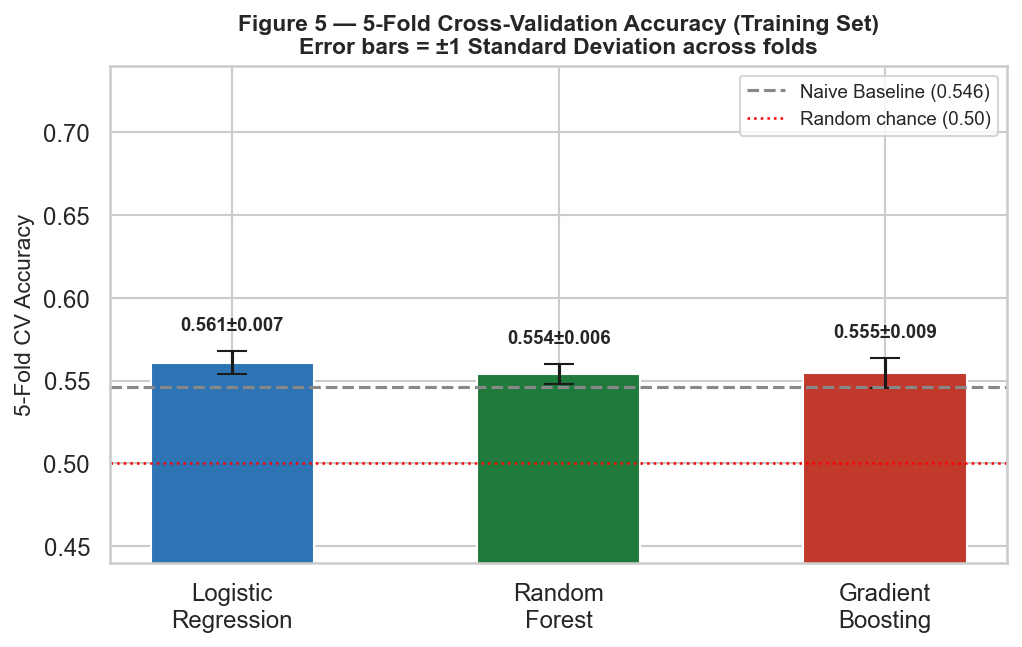 Figure 5 — 5-Fold Cross-Validation Accuracy (Training Set)
Error bars = ±1 Standard Deviation across folds
Naive Baseline (0.546)
Random chance (0.50)
5-Fold CV Accuracy
0.70
0.65
0.60
0.55
0.50
0.45
0.561±0.007
0.554±0.006
0.555±0.009
Logistic
Regression
Random
Forest
Gradient
Boosting